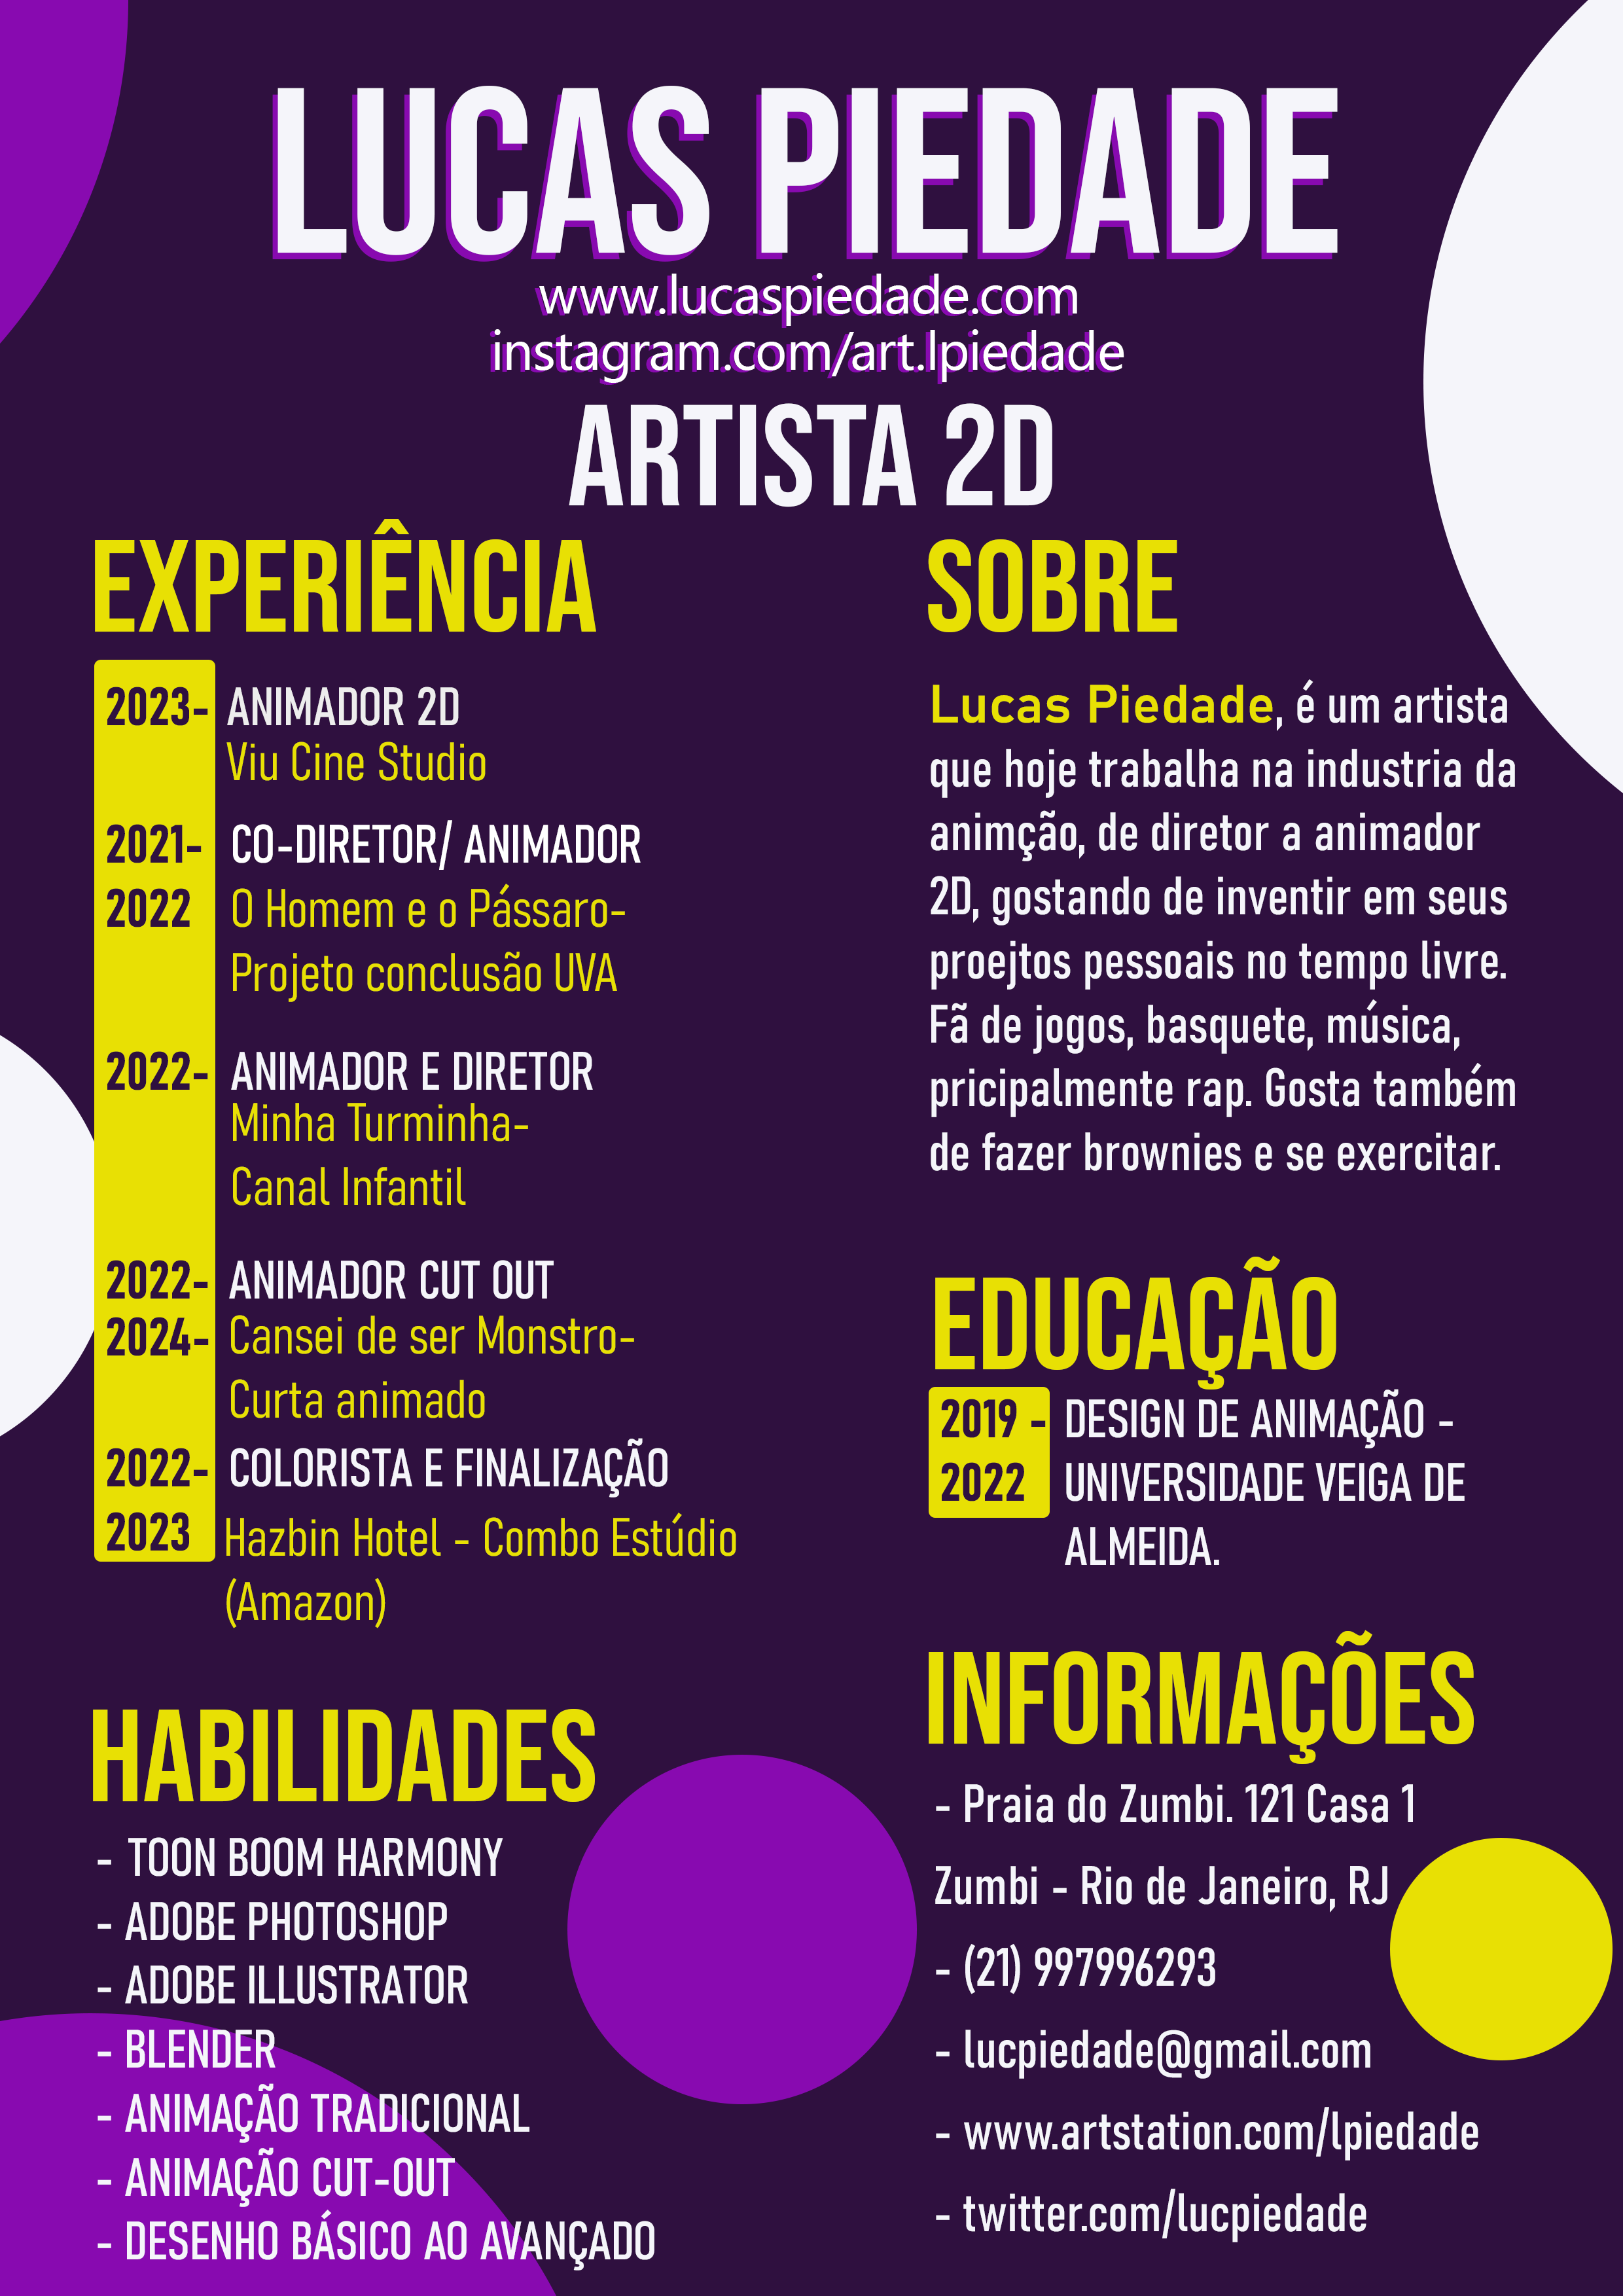 LUCAS PIEDADE
www.lucaspiedade.com
instagram.com/art.lpiedade
ARTISTA 2D
EXPERIÊNCIA
2023- ANIMADOR 2D
Viu Cine Studio
2021- CO-DIRETOR/ ANIMADOR
2022 O Homem e o Pássaro-
Projeto conclusão UVA
2022- ANIMADOR E DIRETOR
Minha Turminha-
Canal Infantil
2022- ANIMADOR CUT OUT
2024- Cansei de ser Monstro-
Curta animado
2022- COLORISTA E FINALIZAÇÃO
2023 Hazbin Hotel - Combo Estúdio
(Amazon)
HABILIDADES
- TOON BOOM HARMONY
- ADOBE PHOTOSHOP
- ADOBE ILLUSTRATOR
- BLENDER
- ANIMAÇÃO TRADICIONAL
- ANIMAÇÃO CUT-OUT
- DESENHO BÁSICO AO AVANÇADO
SOBRE
Lucas Piedade, é um artista
que hoje trabalha na industria da
animção, de diretor a animador
2D, gostando de inventir em seus
proejtos pessoais no tempo livre.
Fã de jogos, basquete, música,
pricipalmente rap. Gosta também
de fazer brownies e se exercitar.
EDUCAÇÃO
2019 - DESIGN DE ANIMAÇÃO -
2022 UNIVERSIDADE VEIGA DE
ALMEIDA.
INFORMAÇÕES
- Praia do Zumbi. 121 Casa 1
Zumbi - Rio de Janeiro, RJ
- (21) 997996293
- lucpiedade@gmail.com
- www.artstation.com/lpiedade
- twitter.com/lucpiedade